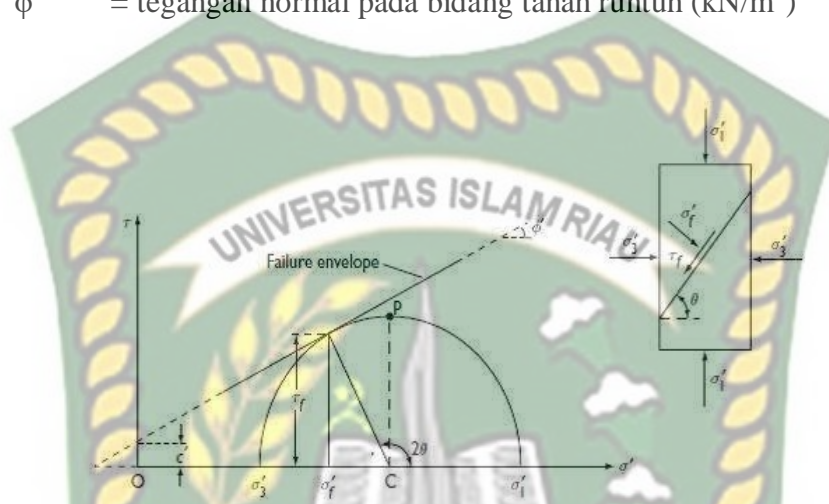 φ = tegangan normal pada bidang tanah runtuh (kN/m²)
UNIVERSITAS ISLAM RIAU
τ
Failure envelope
φ'
P
τf
c'
2θ
O
σ'3
σ'f
C
σ'1
σ'
σ'1
σ'f
σ'3
τf
σ'3
θ
σ'1